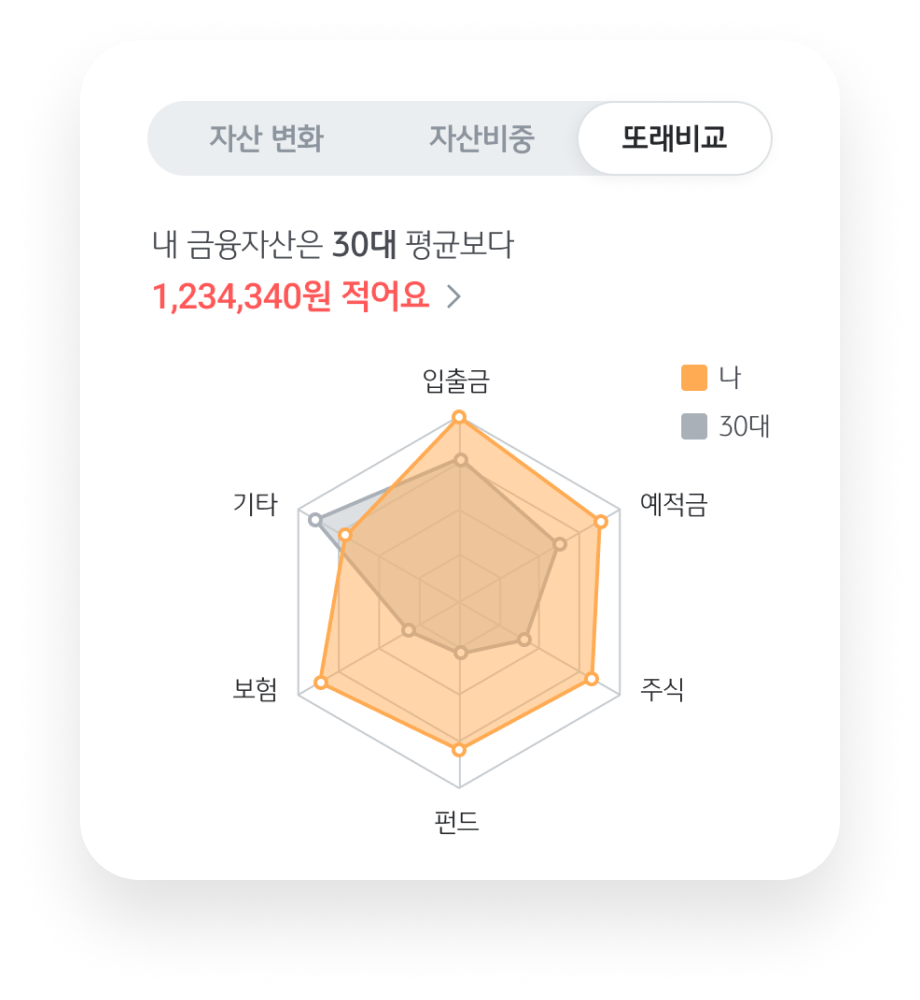 자산 변화 자산비중 또래비교
내 금융자산은 30대 평균보다
1,234,340원 적어요 >
입출금
나
30대
기타
예적금
보험
주식
펀드